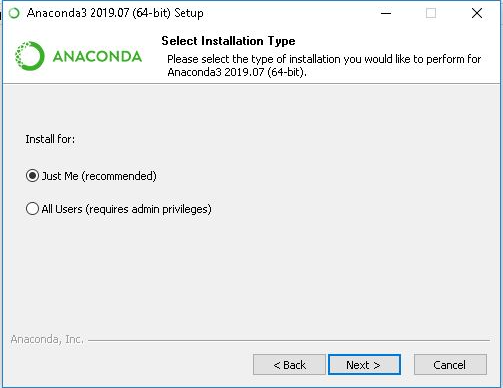 Anaconda3 2019.07 (64-bit) Setup
ANACONDA
Select Installation Type
Please select the type of installation you would like to perform for
Anaconda3 2019.07 (64-bit).
Install for:
Just Me (recommended)
All Users (requires admin privileges)
Anaconda, Inc.
< Back
Next >
Cancel